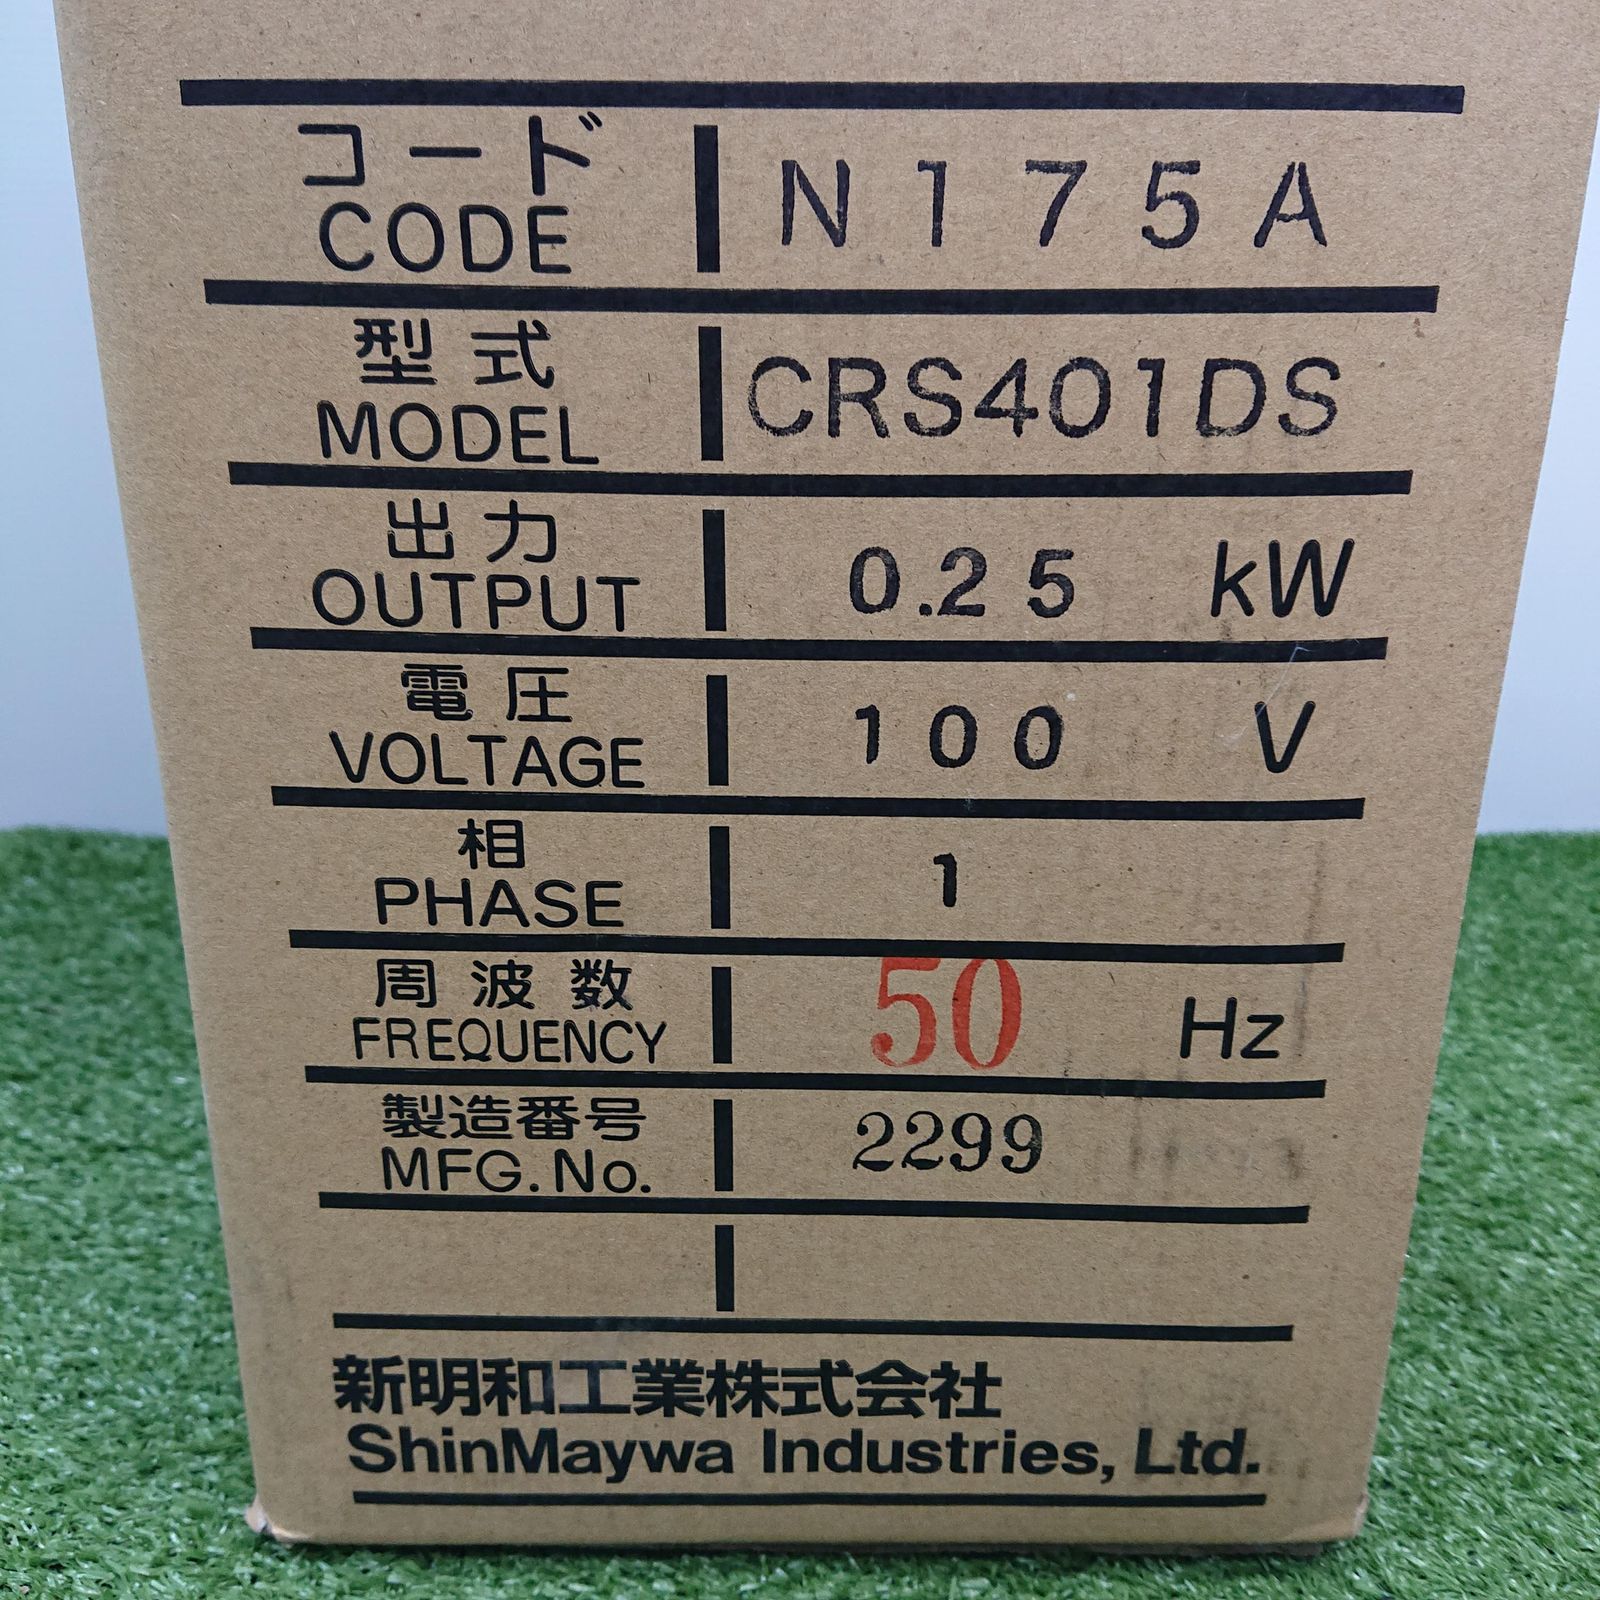 コード N175A
CODE
型式 CRS401DS
MODEL
出力 0.25 kW
OUTPUT
電圧 100 V
VOLTAGE
相 1
PHASE
周波数 50 Hz
FREQUENCY
製造番号 2299
MFG.No.
新明和工業株式会社
ShinMaywa Industries, Ltd.